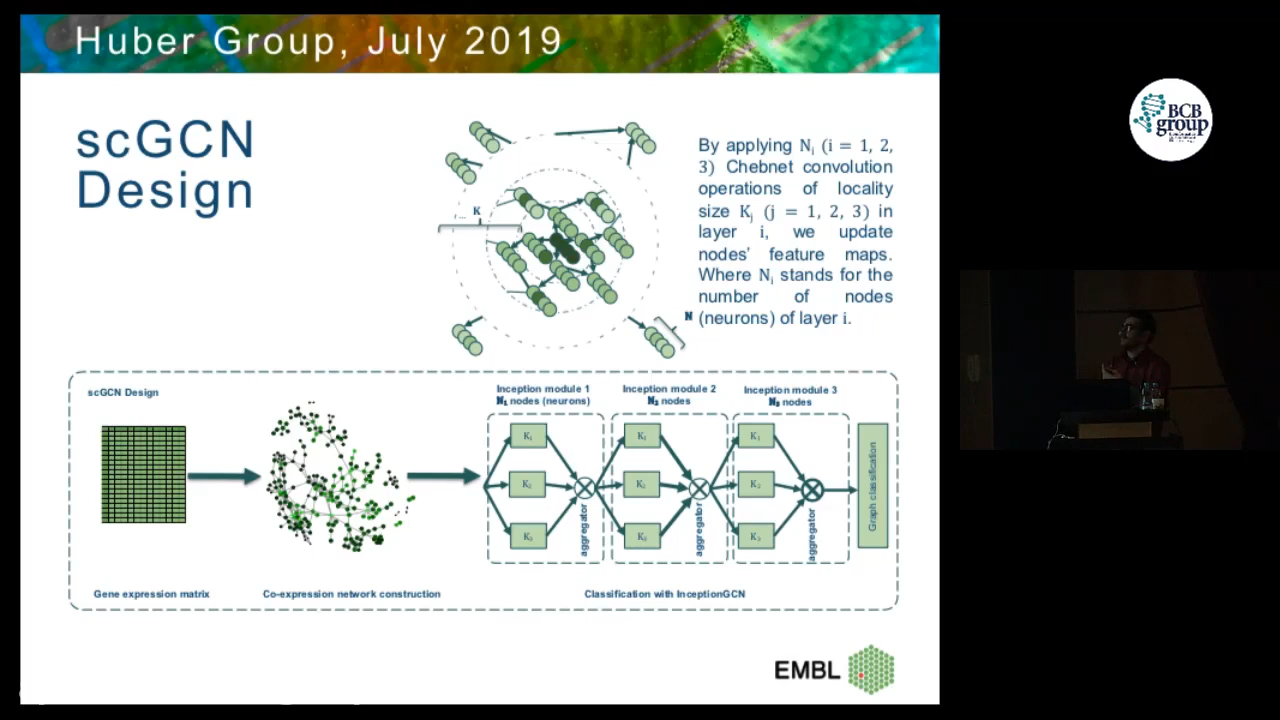 Huber Group, July 2019
scGCN
Design
... K
N
By applying Nᵢ (i = 1, 2,
3) Chebnet convolution
operations of locality
size Kⱼ (j = 1, 2, 3) in
layer i, we update
nodes' feature maps.
Where Nᵢ stands for the
number of nodes
(neurons) of layer i.
BCB
group
scGCN Design
Inception module 1
N₁ nodes (neurons)
Inception module 2
N₂ nodes
Inception module 3
N₃ nodes
K₁
K₂
K₃
aggregator
K₁
K₂
K₃
aggregator
K₁
K₂
K₃
aggregator
Graph classification
Gene expression matrix
Co-expression network construction
Classification with InceptionGCN
EMBL